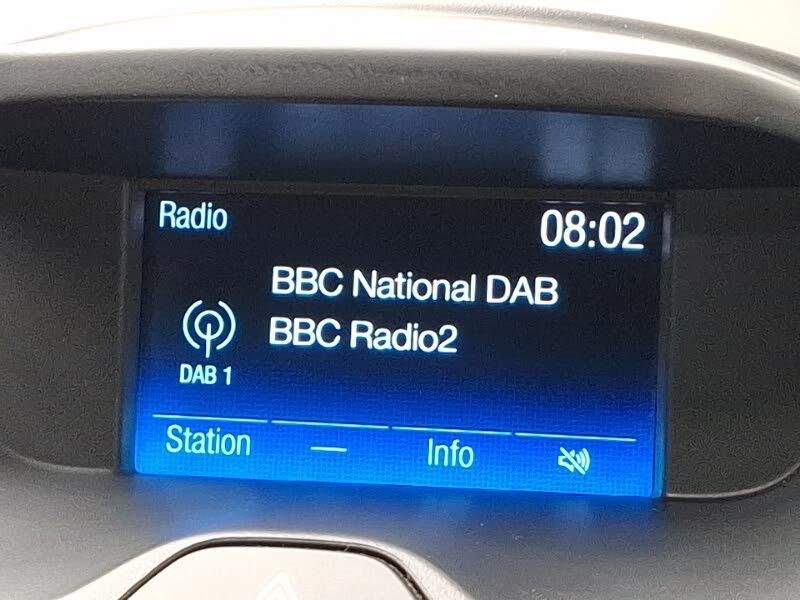 Radio
08:02
BBC National DAB
BBC Radio2
DAB 1
Station
Info